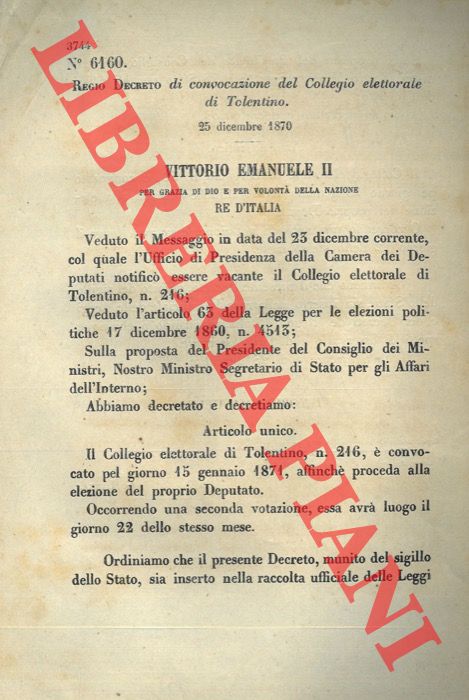 3744
N° 6160.
REGIO DECRETO di convocazione del Collegio elettorale
di Tolentino.
25 dicembre 1870
VITTORIO EMANUELE II
PER GRAZIA DI DIO E PER VOLONTÀ DELLA NAZIONE
RE D'ITALIA
Veduto il Messaggio in data del 23 dicembre corrente,
col quale l'Ufficio di Presidenza della Camera dei De-
putati notificò essere vacante il Collegio elettorale di
Tolentino, n. 216;
Veduto l'articolo 63 della Legge per le elezioni poli-
tiche 17 dicembre 1860, n. 4513;
Sulla proposta del Presidente del Consiglio dei Mi-
nistri, Nostro Ministro Segretario di Stato per gli Affari
dell'Interno;
Abbiamo decretato e decretiamo:
Articolo unico.
Il Collegio elettorale di Tolentino, n. 216, è convo-
cato pel giorno 15 gennaio 1871, affinchè proceda alla
elezione del proprio Deputato.
Occorrendo una seconda votazione, essa avrà luogo il
giorno 22 dello stesso mese.
Ordiniamo che il presente Decreto, munito del sigillo
dello Stato, sia inserto nella raccolta ufficiale delle Leggi
LIBRERIA PIANI